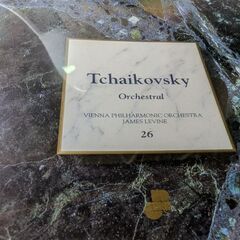 Tchaikovsky
Orchestral
VIENNA PHILHARMONIC ORCHESTRA
JAMES LEVINE
26